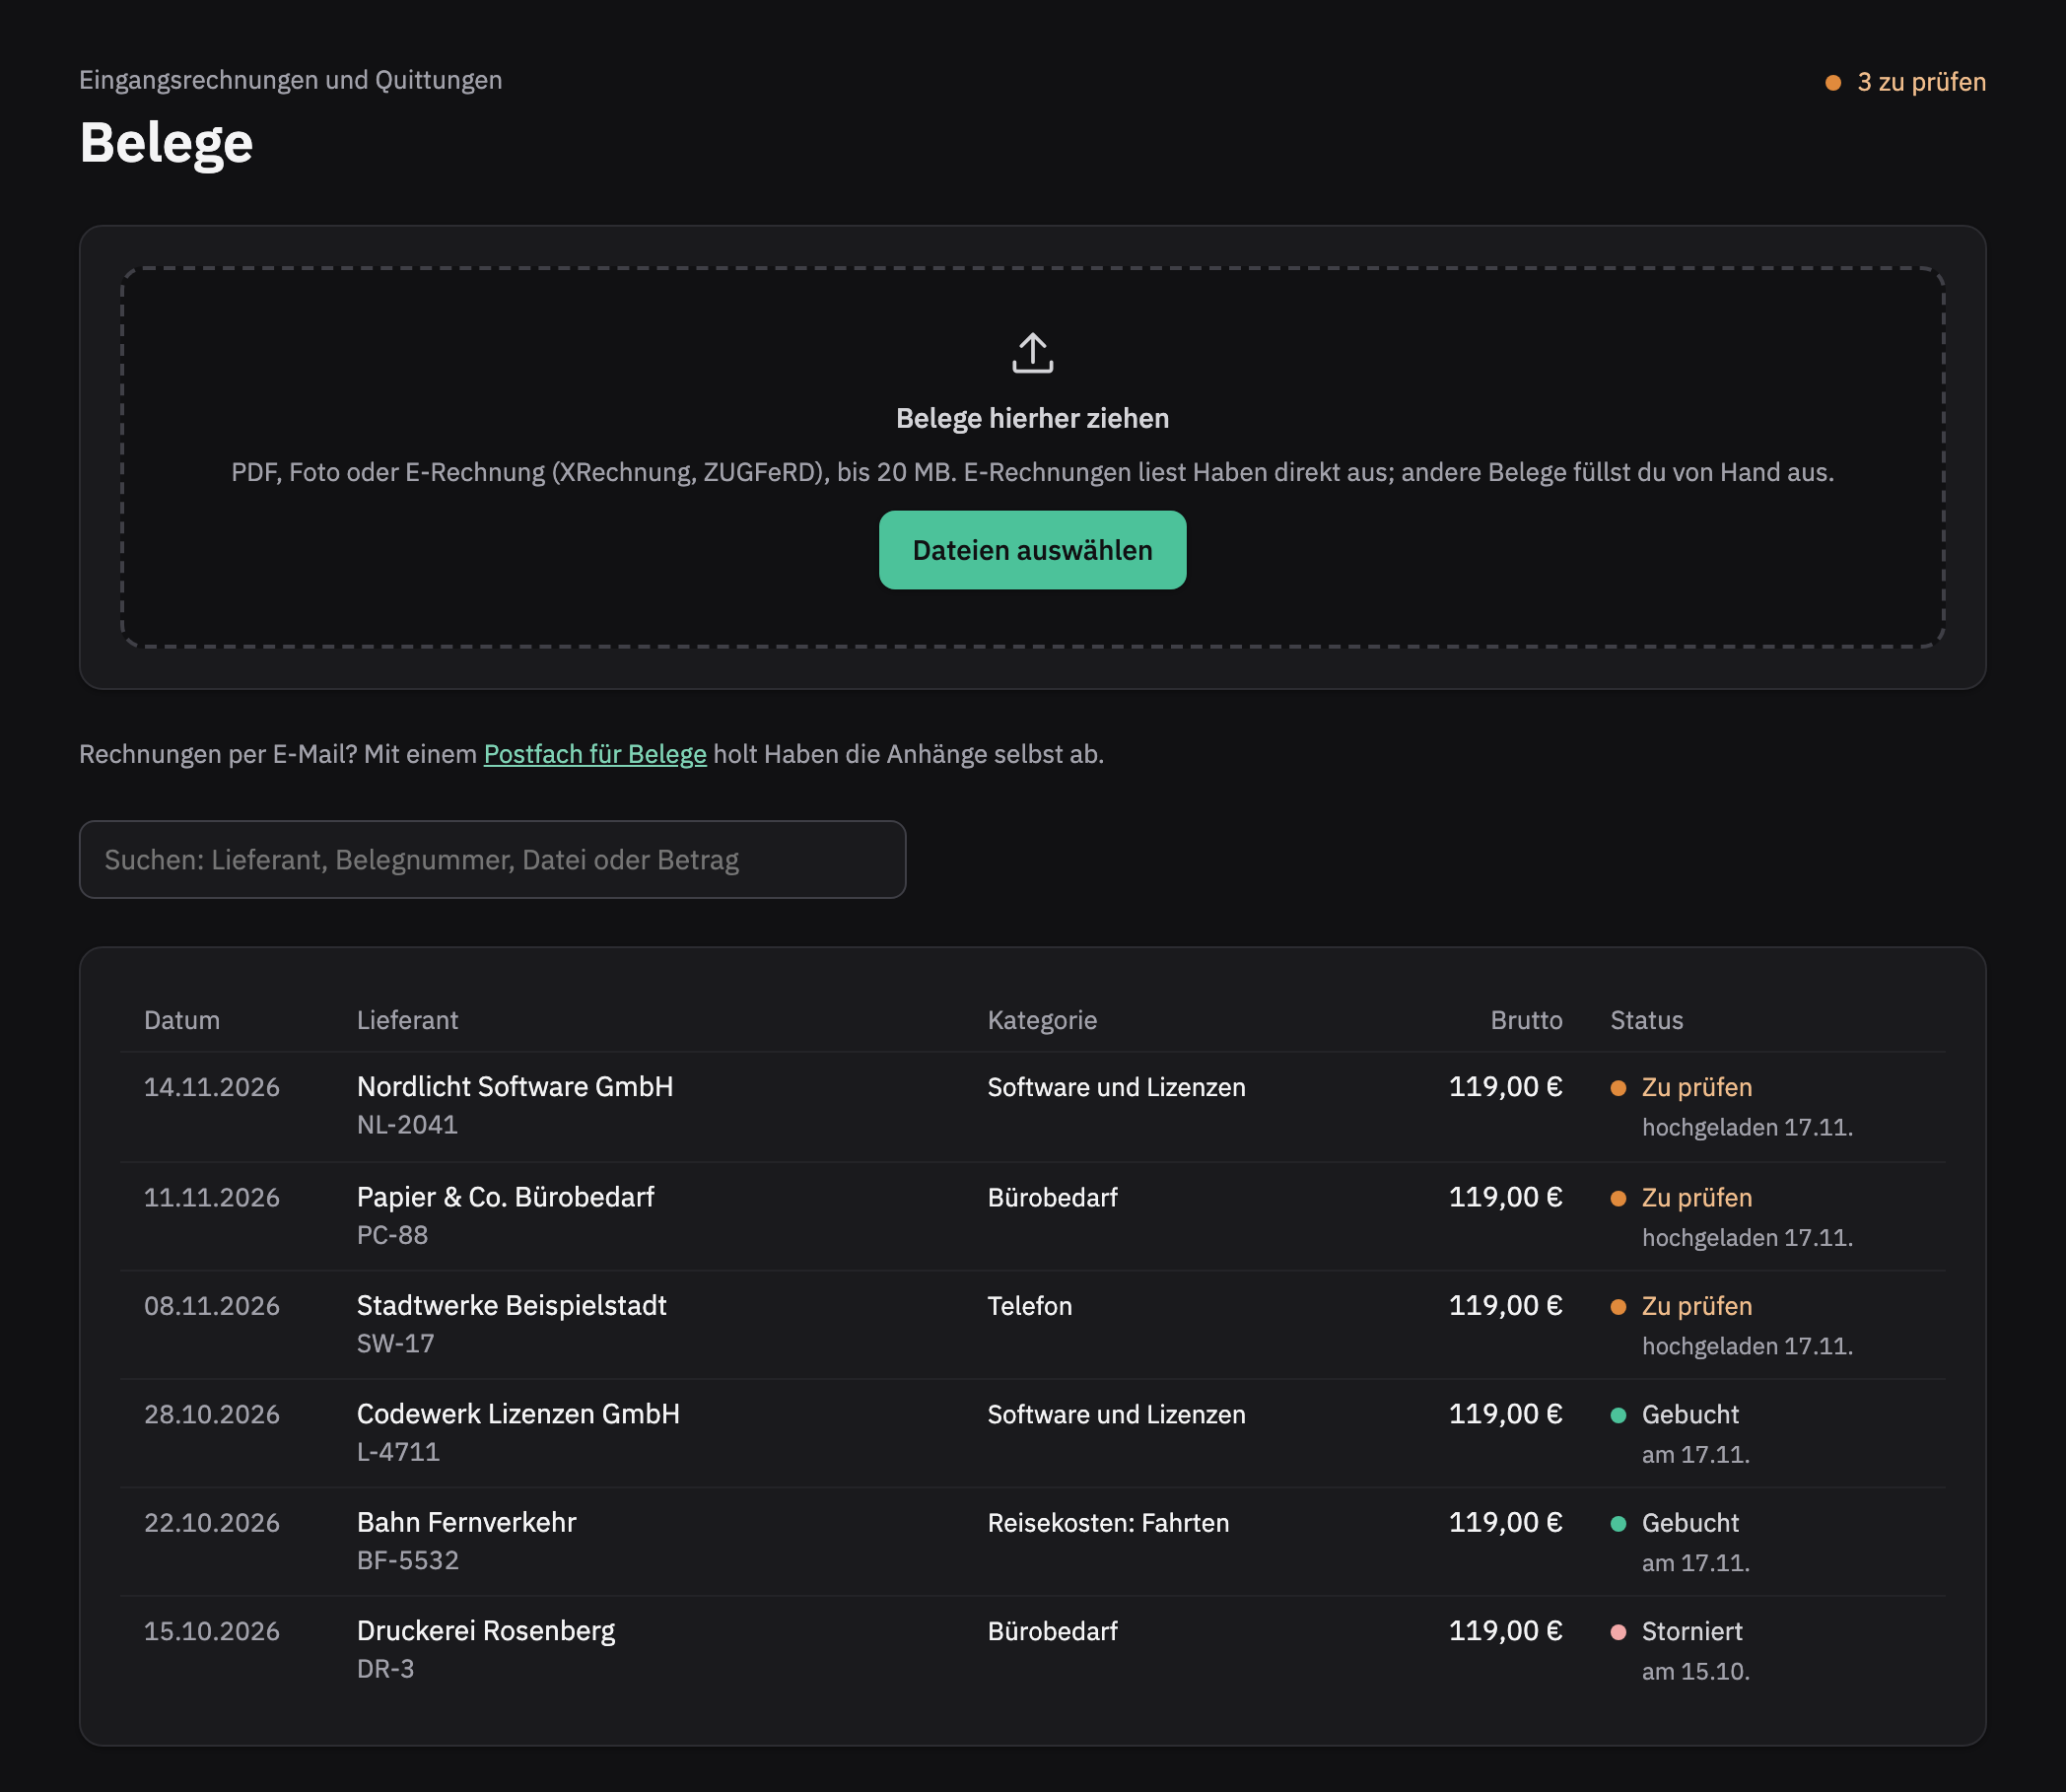 Eingangsrechnungen und Quittungen
3 zu prüfen
Belege
Belege hierher ziehen
PDF, Foto oder E-Rechnung (XRechnung, ZUGFeRD), bis 20 MB. E-Rechnungen liest Haben direkt aus; andere Belege füllst du von Hand aus.
Dateien auswählen
Rechnungen per E-Mail? Mit einem Postfach für Belege holt Haben die Anhänge selbst ab.
Suchen: Lieferant, Belegnummer, Datei oder Betrag
Datum Lieferant Kategorie Brutto Status
14.11.2026 Nordlicht Software GmbH Software und Lizenzen 119,00 € Zu prüfen
NL-2041 hochgeladen 17.11.
11.11.2026 Papier & Co. Bürobedarf Bürobedarf 119,00 € Zu prüfen
PC-88 hochgeladen 17.11.
08.11.2026 Stadtwerke Beispielstadt Telefon 119,00 € Zu prüfen
SW-17 hochgeladen 17.11.
28.10.2026 Codewerk Lizenzen GmbH Software und Lizenzen 119,00 € Gebucht
L-4711 am 17.11.
22.10.2026 Bahn Fernverkehr Reisekosten: Fahrten 119,00 € Gebucht
BF-5532 am 17.11.
15.10.2026 Druckerei Rosenberg Bürobedarf 119,00 € Storniert
DR-3 am 15.10.